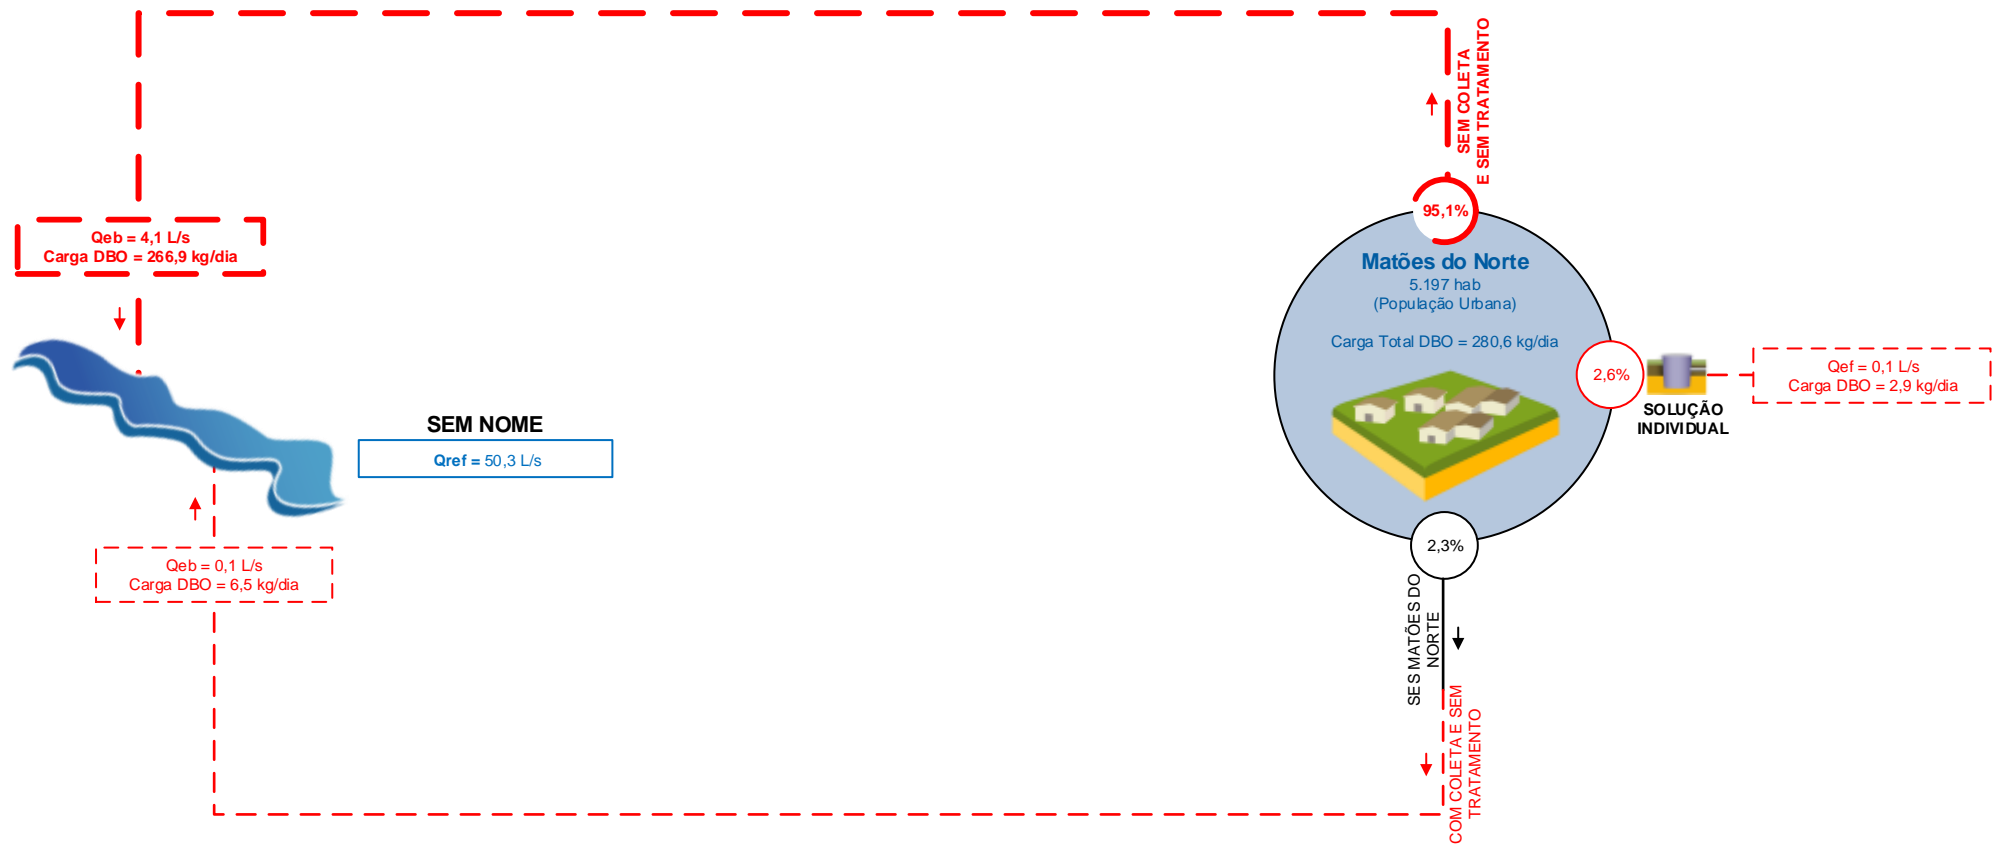 SEM COLETA
E SEM TRATAMENTO
95,1%
Qeb = 4,1 L/s
Carga DBO = 266,9 kg/dia
Matões do Norte
5.197 hab
(População Urbana)
Carga Total DBO = 280,6 kg/dia
2,6%
SOLUÇÃO
INDIVIDUAL
Qef = 0,1 L/s
Carga DBO = 2,9 kg/dia
SEM NOME
Qref = 50,3 L/s
2,3%
Qeb = 0,1 L/s
Carga DBO = 6,5 kg/dia
SES MATÕES DO
NORTE
COM COLETA E SEM
TRATAMENTO